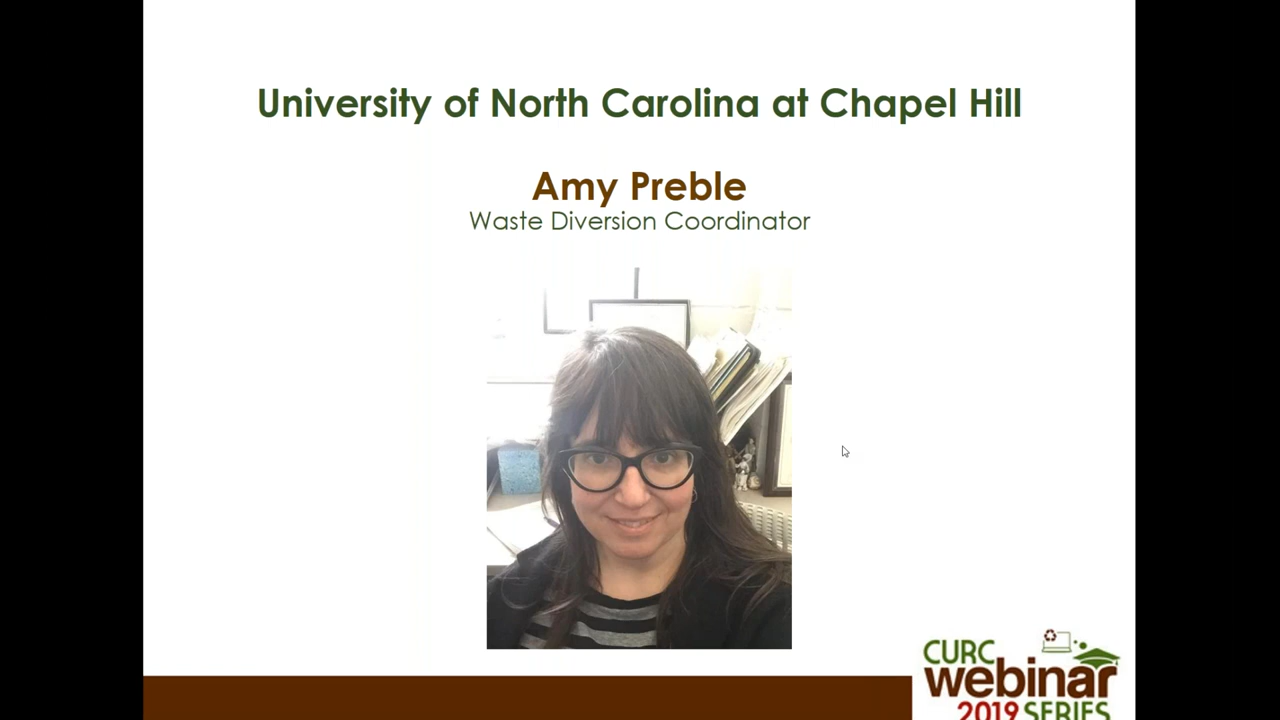 University of North Carolina at Chapel Hill
Amy Preble
Waste Diversion Coordinator
CURC
webinar
2019 SERIES